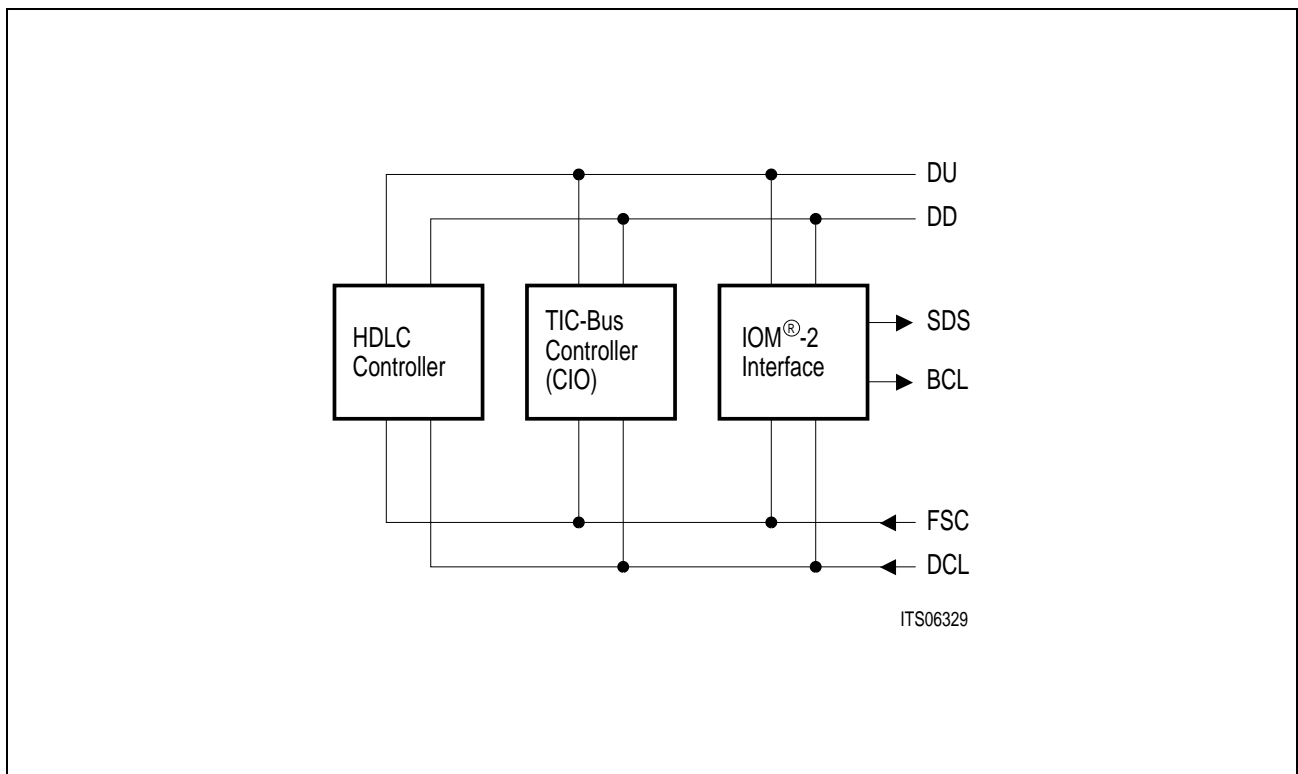 DU
DD
HDLC
Controller
TIC-Bus
Controller
(CIO)
IOM®-2
Interface
SDS
BCL
FSC
DCL
ITS06329